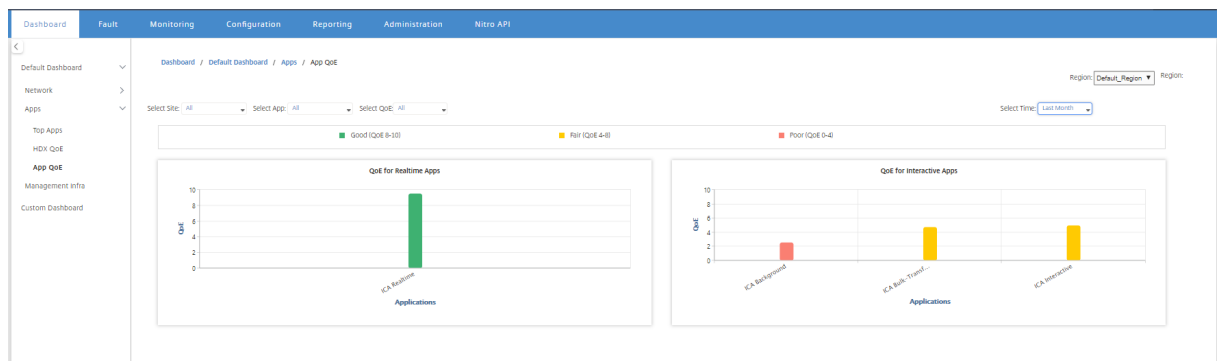 Dashboard Fault Monitoring Configuration Reporting Administration Nitro API
Default Dashboard
Network
Apps
Top Apps
HDX QoE
App QoE
Management Infra
Custom Dashboard
Dashboard / Default Dashboard / Apps / App QoE
Region: Default_Region Region:
Select Site: All Select App: All Select QoE: All Select Time: Last Month
Good (QoE 8-10) Fair (QoE 4-8) Poor (QoE 0-4)
QoE for Realtime Apps
10
8
6
4
2
0
QoE
ICA Realtime
Applications
QoE for Interactive Apps
10
8
6
4
2
0
QoE
ICA Background
ICA Bulk-Transf...
ICA Interactive
Applications